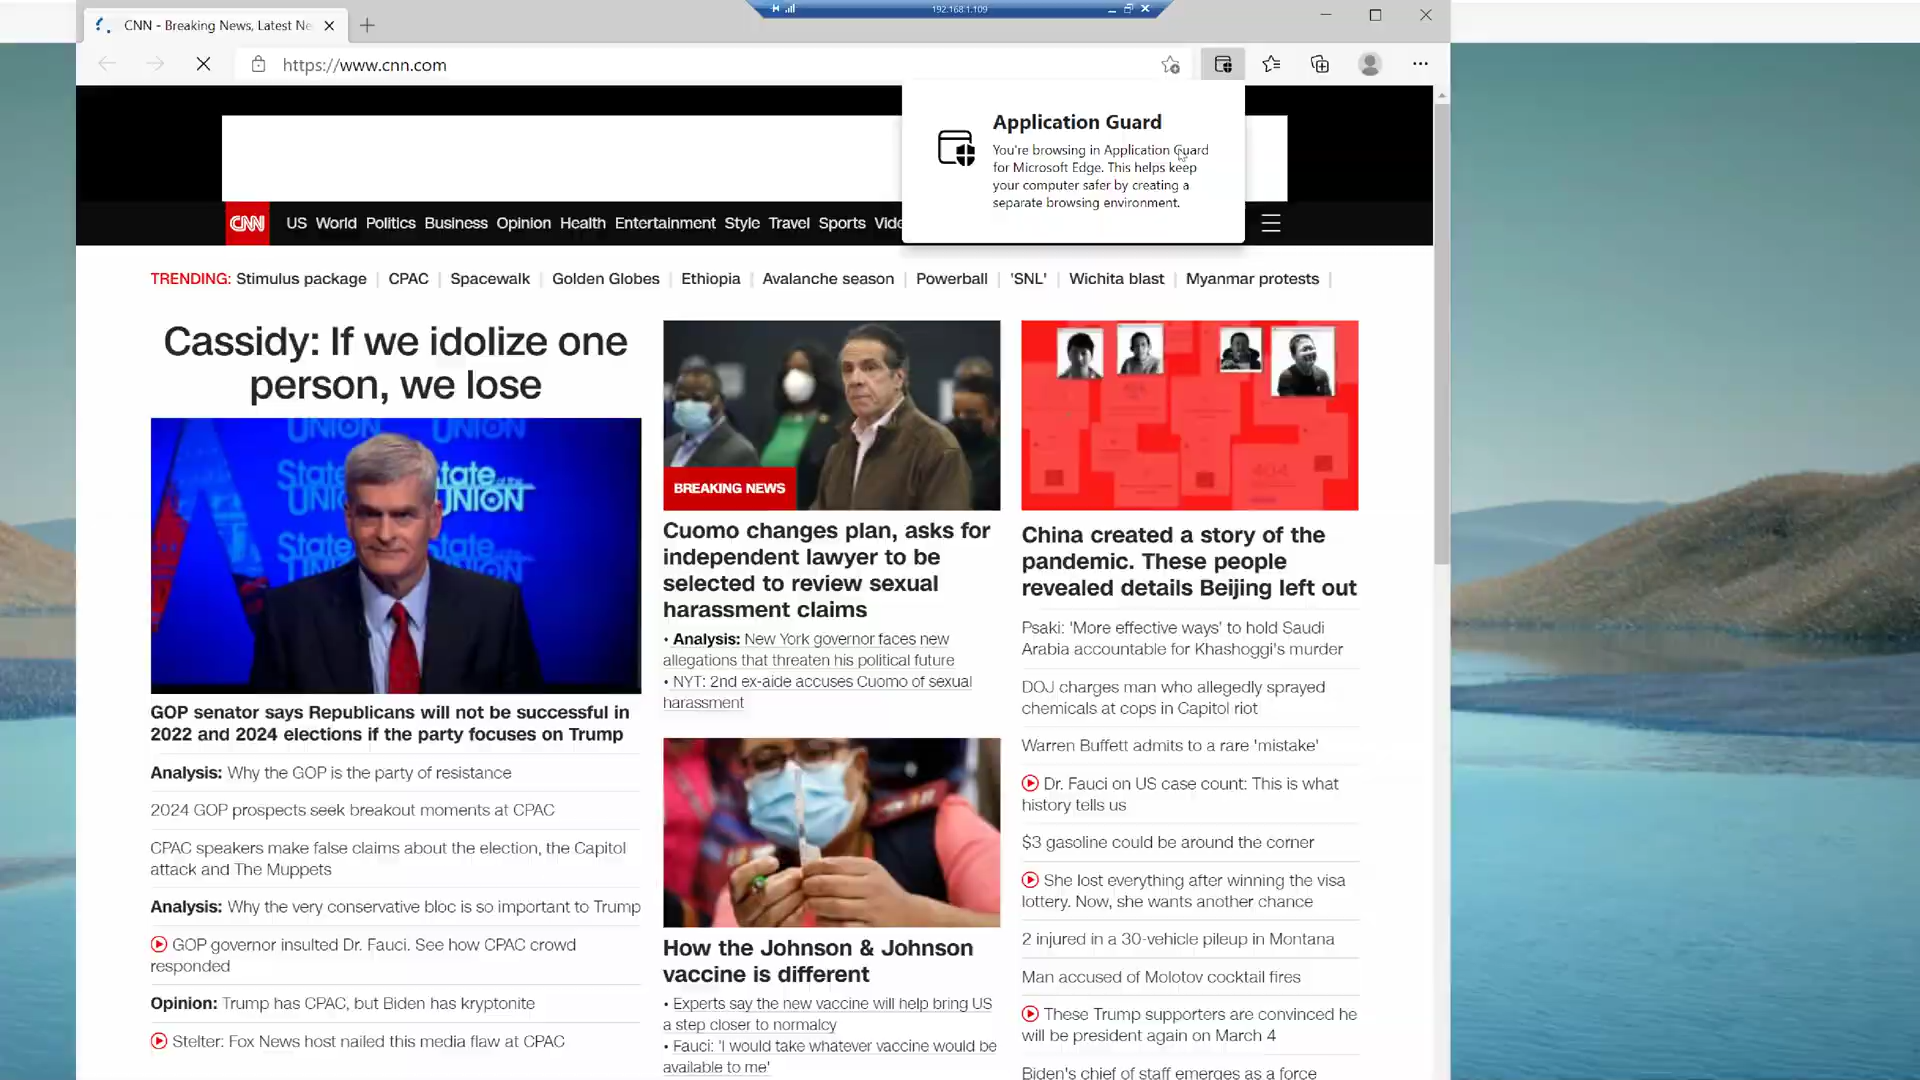 192.168.1.109
CNN - Breaking News, Latest Ne
https://www.cnn.com
Application Guard
You're browsing in Application Guard
for Microsoft Edge. This helps keep
your computer safer by creating a
separate browsing environment.
CNN US World Politics Business Opinion Health Entertainment Style Travel Sports Vide
TRENDING: Stimulus package | CPAC | Spacewalk | Golden Globes | Ethiopia | Avalanche season | Powerball | 'SNL' | Wichita blast | Myanmar protests |
Cassidy: If we idolize one
person, we lose
State of the
UNION
GOP senator says Republicans will not be successful in
2022 and 2024 elections if the party focuses on Trump
Analysis: Why the GOP is the party of resistance
2024 GOP prospects seek breakout moments at CPAC
CPAC speakers make false claims about the election, the Capitol
attack and The Muppets
Analysis: Why the very conservative bloc is so important to Trump
GOP governor insulted Dr. Fauci. See how CPAC crowd
responded
Opinion: Trump has CPAC, but Biden has kryptonite
Stelter: Fox News host nailed this media flaw at CPAC
BREAKING NEWS
Cuomo changes plan, asks for
independent lawyer to be
selected to review sexual
harassment claims
• Analysis: New York governor faces new
allegations that threaten his political future
• NYT: 2nd ex-aide accuses Cuomo of sexual
harassment
How the Johnson & Johnson
vaccine is different
• Experts say the new vaccine will help bring US
a step closer to normalcy
• Fauci: 'I would take whatever vaccine would be
available to me'
China created a story of the
pandemic. These people
revealed details Beijing left out
Psaki: 'More effective ways' to hold Saudi
Arabia accountable for Khashoggi's murder
DOJ charges man who allegedly sprayed
chemicals at cops in Capitol riot
Warren Buffett admits to a rare 'mistake'
Dr. Fauci on US case count: This is what
history tells us
$3 gasoline could be around the corner
She lost everything after winning the visa
lottery. Now, she wants another chance
2 injured in a 30-vehicle pileup in Montana
Man accused of Molotov cocktail fires
These Trump supporters are convinced he
will be president again on March 4
Biden's chief of staff emerges as a force